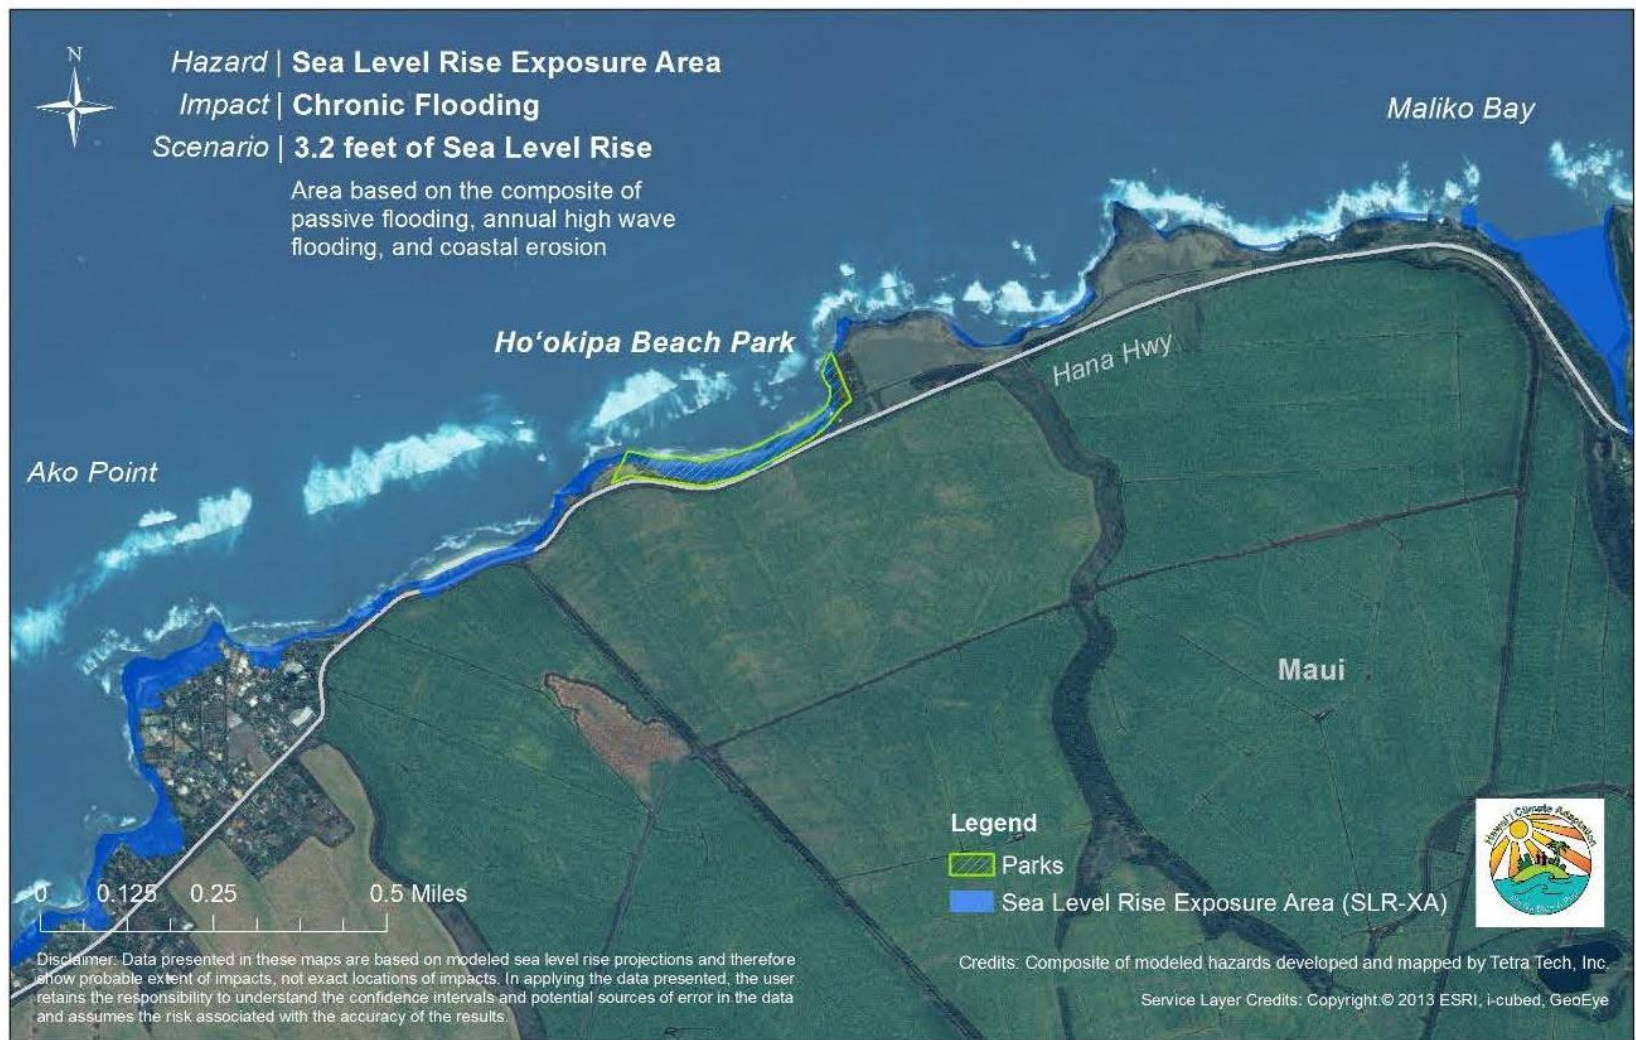 N
Hazard | Sea Level Rise Exposure Area
Impact | Chronic Flooding
Scenario | 3.2 feet of Sea Level Rise
Area based on the composite of
passive flooding, annual high wave
flooding, and coastal erosion
Maliko Bay
Hoʻokipa Beach Park
Hana Hwy
Ako Point
Maui
Legend
Parks
Sea Level Rise Exposure Area (SLR-XA)
Hawaiʻi Climate Adaptation
0 0.125 0.25 0.5 Miles
Disclaimer: Data presented in these maps are based on modeled sea level rise projections and therefore
show probable extent of impacts, not exact locations of impacts. In applying the data presented, the user
retains the responsibility to understand the confidence intervals and potential sources of error in the data
and assumes the risk associated with the accuracy of the results.
Credits: Composite of modeled hazards developed and mapped by Tetra Tech, Inc.
Service Layer Credits: Copyright:© 2013 ESRI, i-cubed, GeoEye